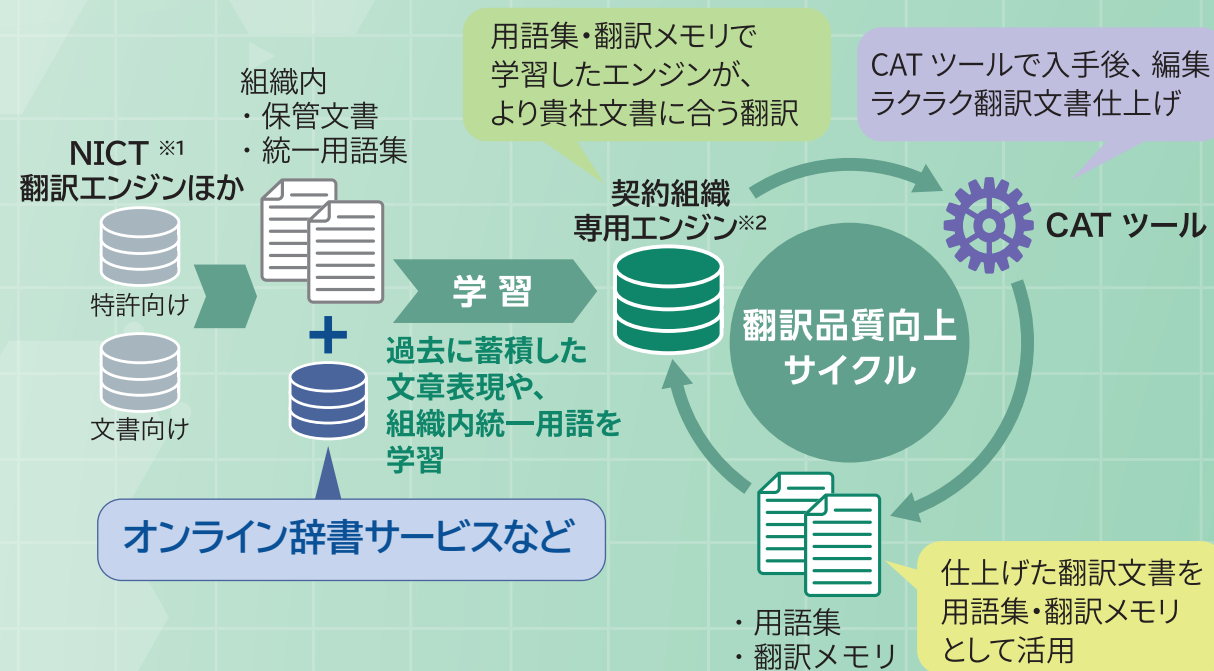 NICT ※1
翻訳エンジンほか
特許向け
文書向け
組織内
・保管文書
・統一用語集
+
オンライン辞書サービスなど
学 習
過去に蓄積した
文章表現や、
組織内統一用語を
学習
用語集・翻訳メモリで
学習したエンジンが、
より貴社文書に合う翻訳
契約組織
専用エンジン※2
翻訳品質向上
サイクル
CAT ツールで入手後、編集
ラクラク翻訳文書仕上げ
CAT ツール
・用語集
・翻訳メモリ
仕上げた翻訳文書を
用語集・翻訳メモリ
として活用